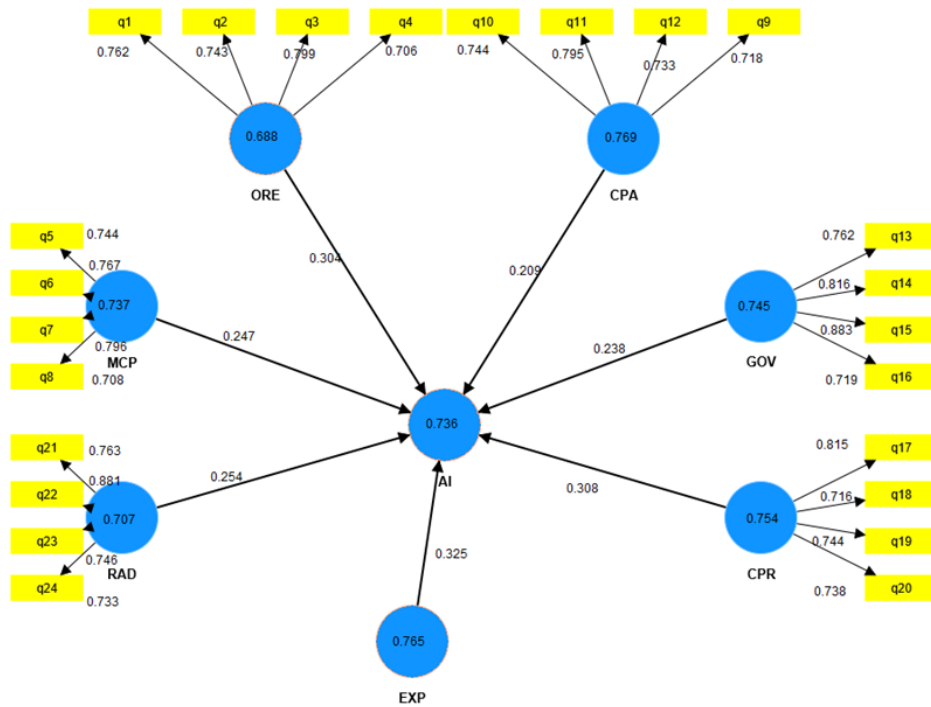 q1 q2 q3 q4 q10 q11 q12 q9
0.762 0.743 0.799 0.706 0.744 0.795 0.733 0.718
0.688 0.769
ORE CPA
q5 0.744 0.762 q13
0.767
q6 0.816 q14
0.737 0.304 0.209 0.745
q7 0.883 q15
0.796 0.247 0.238
MCP GOV
q8 0.708 0.719 q16
0.736
q21 0.763 0.815 q17
0.881 0.254 AI 0.308
q22 0.716 q18
0.707 0.754
q23 0.744 q19
0.746 0.325
RAD CPR
q24 0.733 0.738 q20
0.765
EXP